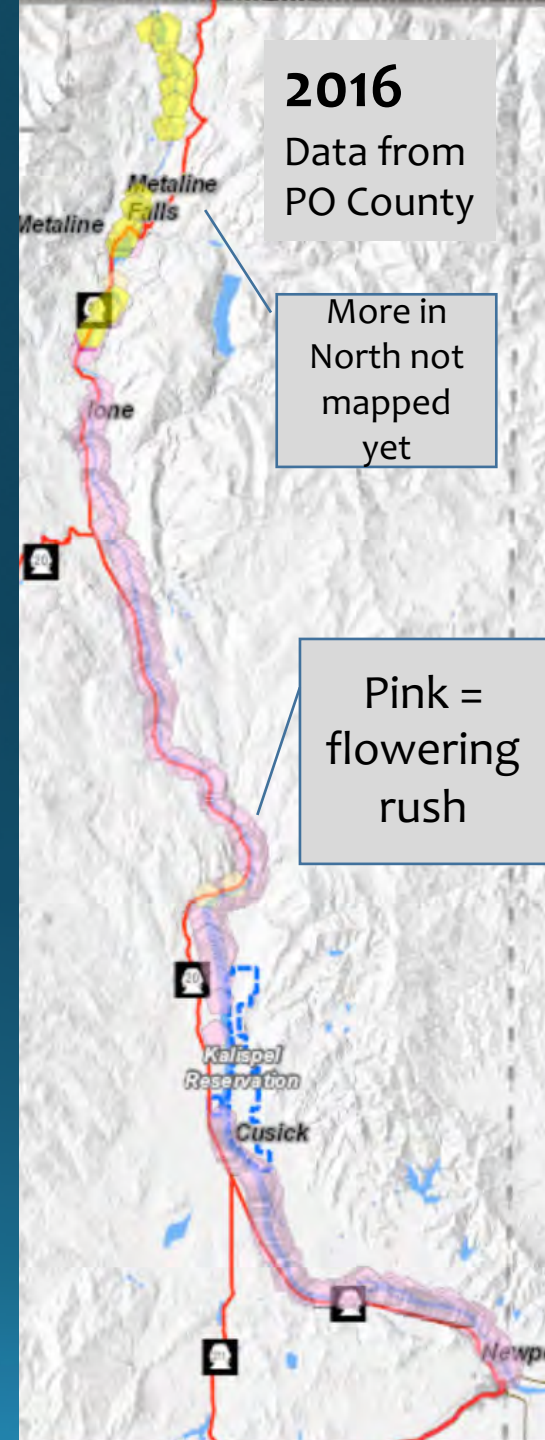 2016
Data from
PO County
Metaline
Falls
Metaline
More in
North not
mapped
yet
Ione
20
Pink =
flowering
rush
20
Kalispel
Reservation
Cusick
Newp